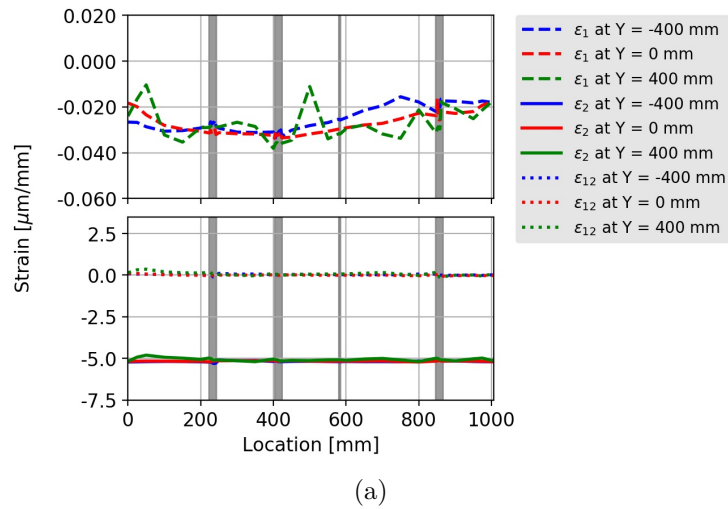 0.020
0.000
-0.020
-0.040
-0.060
2.5
0.0
-2.5
-5.0
-7.5
Strain [μm/mm]
0 200 400 600 800 1000
Location [mm]
ε₁ at Y = -400 mm
ε₁ at Y = 0 mm
ε₁ at Y = 400 mm
ε₂ at Y = -400 mm
ε₂ at Y = 0 mm
ε₂ at Y = 400 mm
ε₁₂ at Y = -400 mm
ε₁₂ at Y = 0 mm
ε₁₂ at Y = 400 mm
(a)